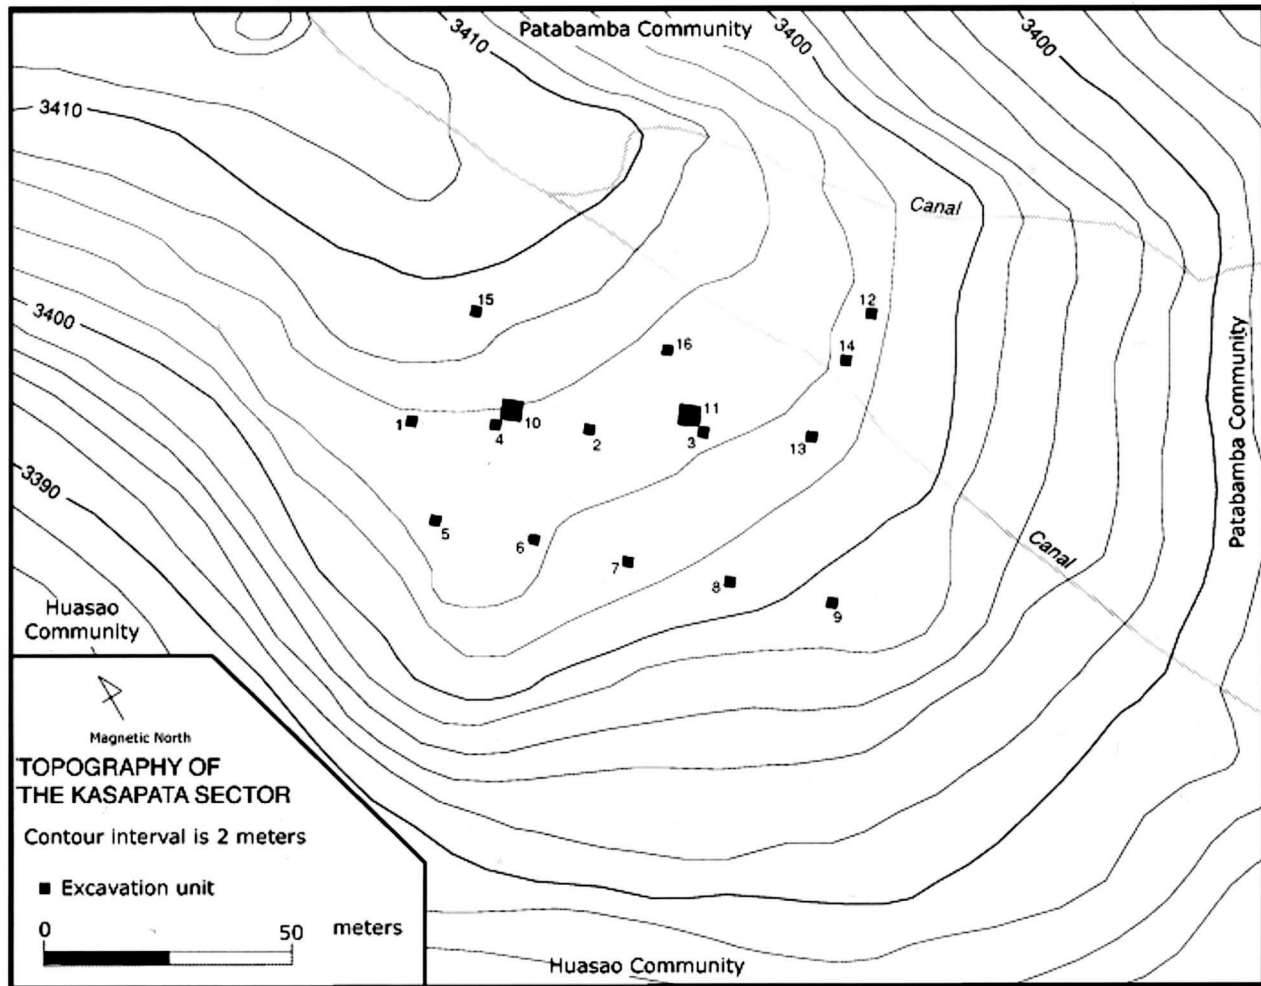 Patabamba Community
3410
3400
3400
3410
Canal
15
12
3400
16
14
Patabamba Community
1
4
10
2
11
3
13
3390
5
6
7
8
9
Canal
Huasao
Community
Magnetic North
TOPOGRAPHY OF
THE KASAPATA SECTOR
Contour interval is 2 meters
Excavation unit
0 50 meters
Huasao Community